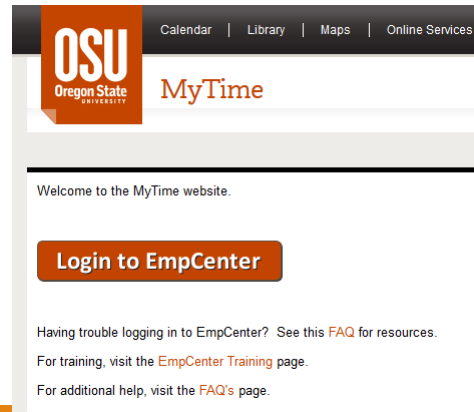 Calendar | Library | Maps | Online Services
OSU
Oregon State
UNIVERSITY
MyTime
Welcome to the MyTime website.
Login to EmpCenter
Having trouble logging in to EmpCenter? See this FAQ for resources.
For training, visit the EmpCenter Training page.
For additional help, visit the FAQ's page.